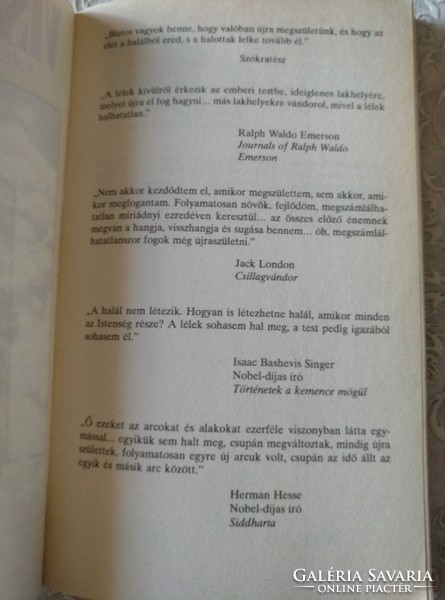 „Biztos vagyok benne, hogy valóban újra megszületünk, és hogy az
élet a halálból ered, s a halottak lelke tovább él.”
Szókratész
„A lélek kívülről érkezik az emberi testbe, ideiglenes lakhelyére,
melyet újra el fog hagyni... más lakhelyekre vándorol, mivel a lélek
halhatatlan.”
Ralph Waldo Emerson
Journals of Ralph Waldo
Emerson
„Nem akkor kezdődtem el, amikor megszülettem, sem akkor, ami-
kor megfogantam. Folyamatosan növök, fejlődöm, megszámlálha-
tatlan miriádnyi ezredéven keresztül... az összes előző énemnek
megvan a hangja, visszhangja és sugása bennem... óh, megszámlál-
hatatlanszor fogok még újraszületni.”
Jack London
Csillagvándor
„A halál nem létezik. Hogyan is létezhetne halál, amikor minden
az Istenség része? A lélek sohasem hal meg, a test pedig igazából
sohasem él.”
Isaac Bashevis Singer
Nobel-díjas író
Történetek a kemence mögül
„Ő ezeket az arcokat és alakokat ezerféle viszonyban látta egy-
mással... egyikük sem halt meg, csupán megváltoztak, mindig újra
születtek, folyamatosan egyre új arcuk volt, csupán az idő állt az
egyik és másik arc között.”
Herman Hesse
Nobel-díjas író
Siddharta
GALÉRIA SAVARIA
ONLINE PIACTÉR